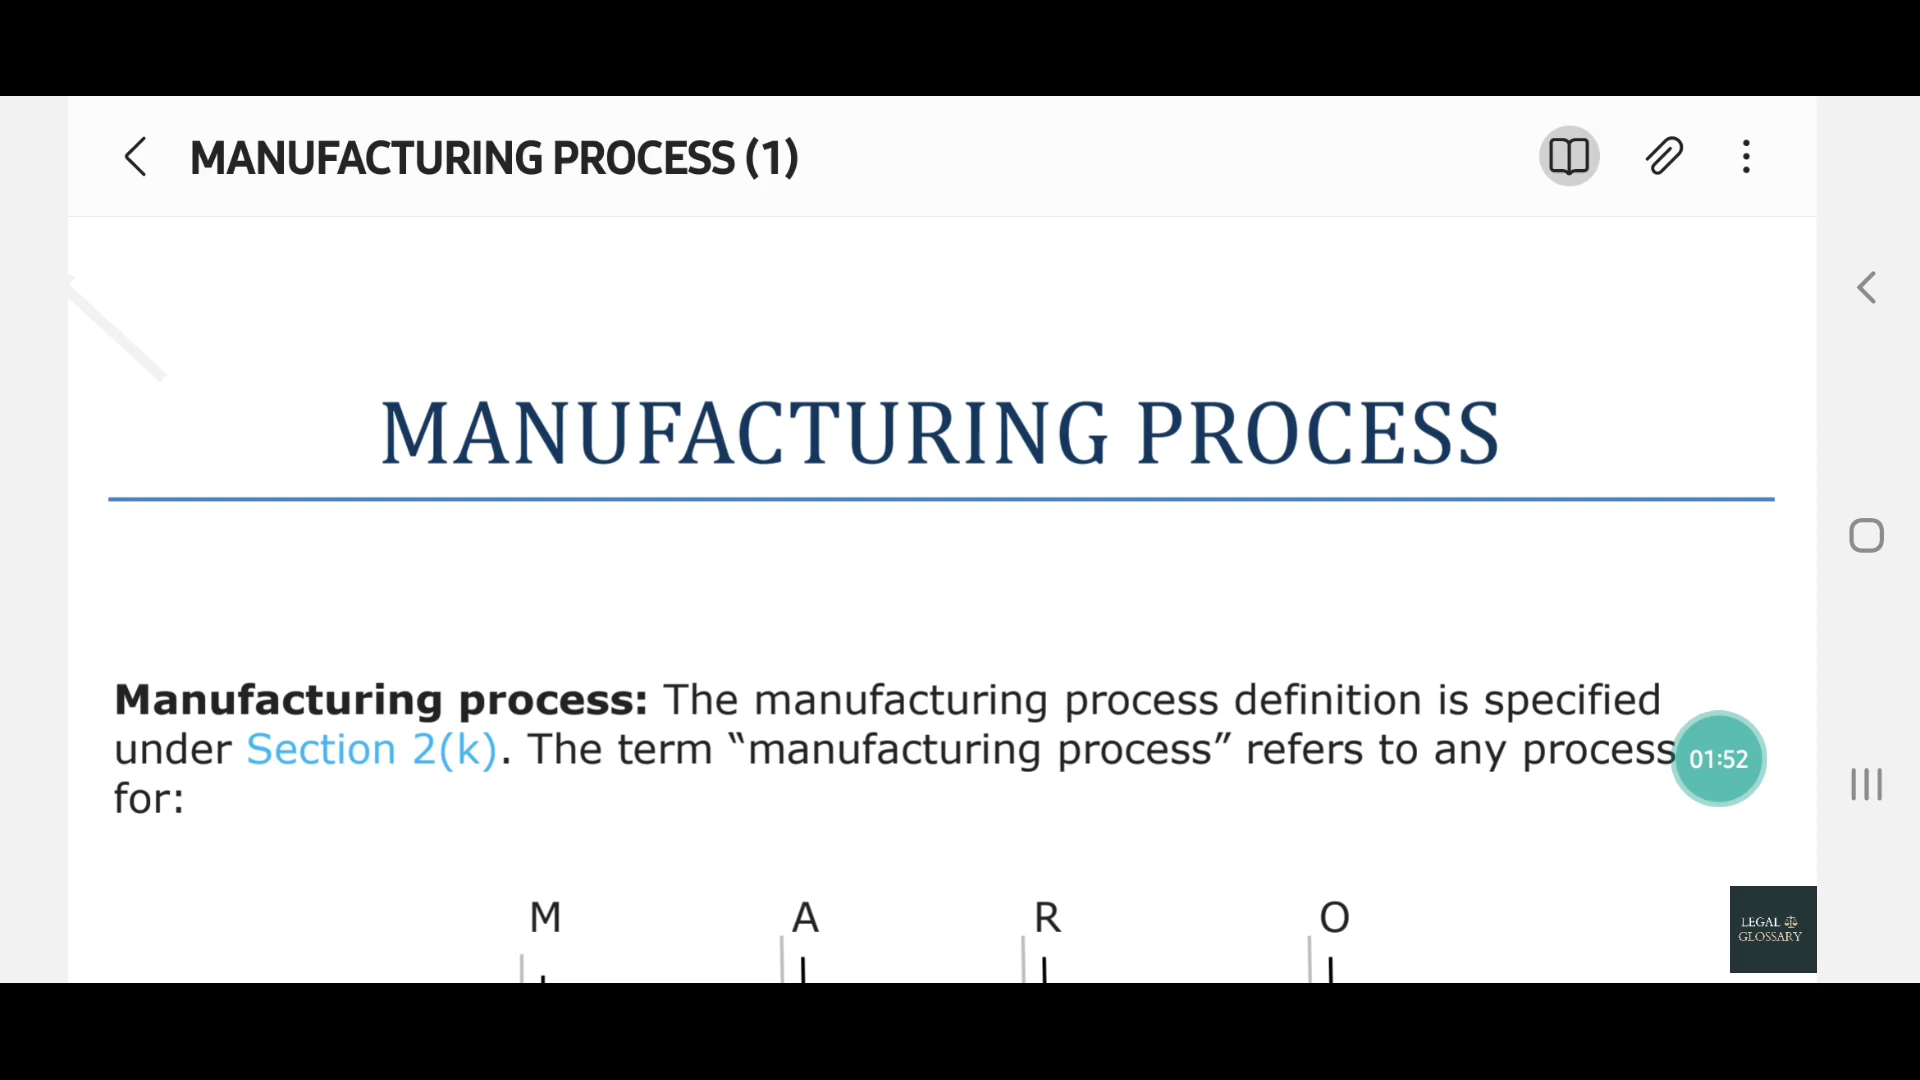 MANUFACTURING PROCESS (1)
MANUFACTURING PROCESS
Manufacturing process: The manufacturing process definition is specified
under Section 2(k). The term “manufacturing process” refers to any process
for:
01:52
M A R O
LEGAL
GLOSSARY